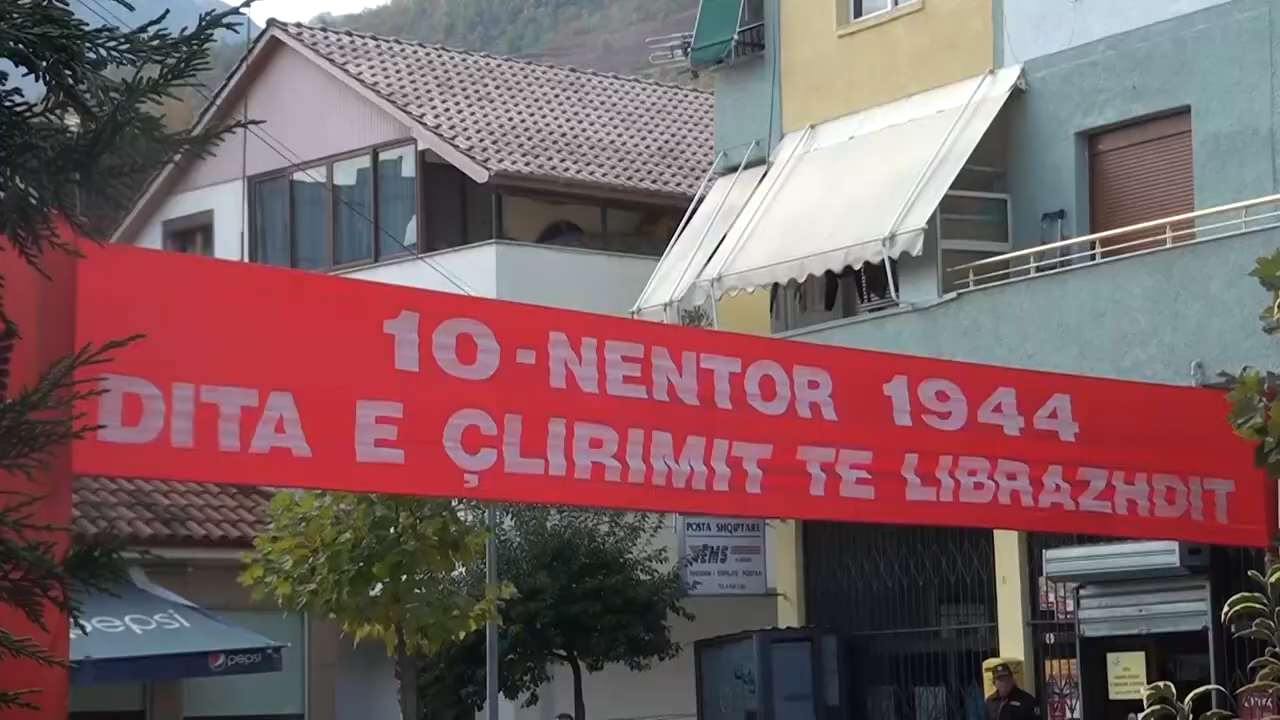 10-NENTOR 1944
DITA E ÇLIRIMIT TE LIBRAZHDIT
POSTA SHQIPTARE
EMS
pepsi
pepsi